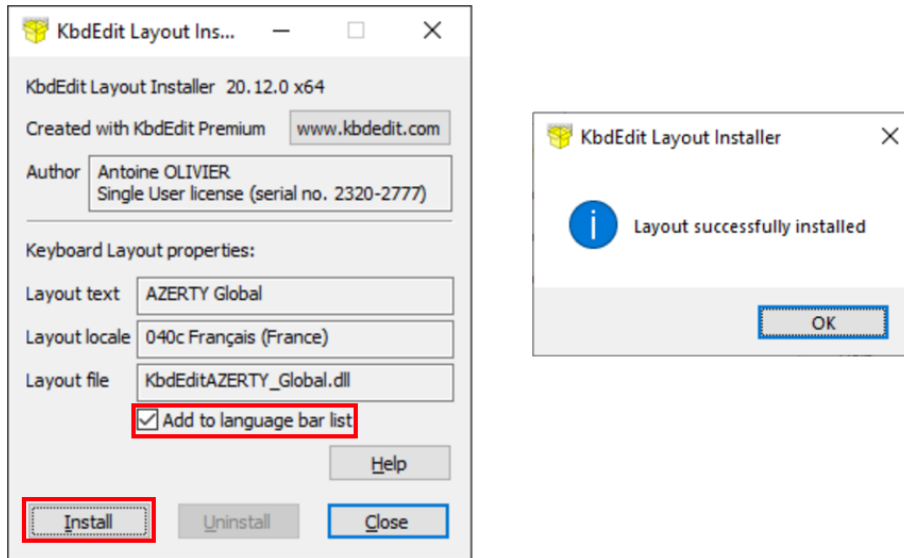 KbdEdit Layout Ins...
KbdEdit Layout Installer 20.12.0 x64
Created with KbdEdit Premium www.kbdedit.com
Author Antoine OLIVIER
Single User license (serial no. 2320-2777)
Keyboard Layout properties:
Layout text AZERTY Global
Layout locale 040c Français (France)
Layout file KbdEditAZERTY_Global.dll
Add to language bar list
Help
Install Uninstall Close
KbdEdit Layout Installer
Layout successfully installed
OK